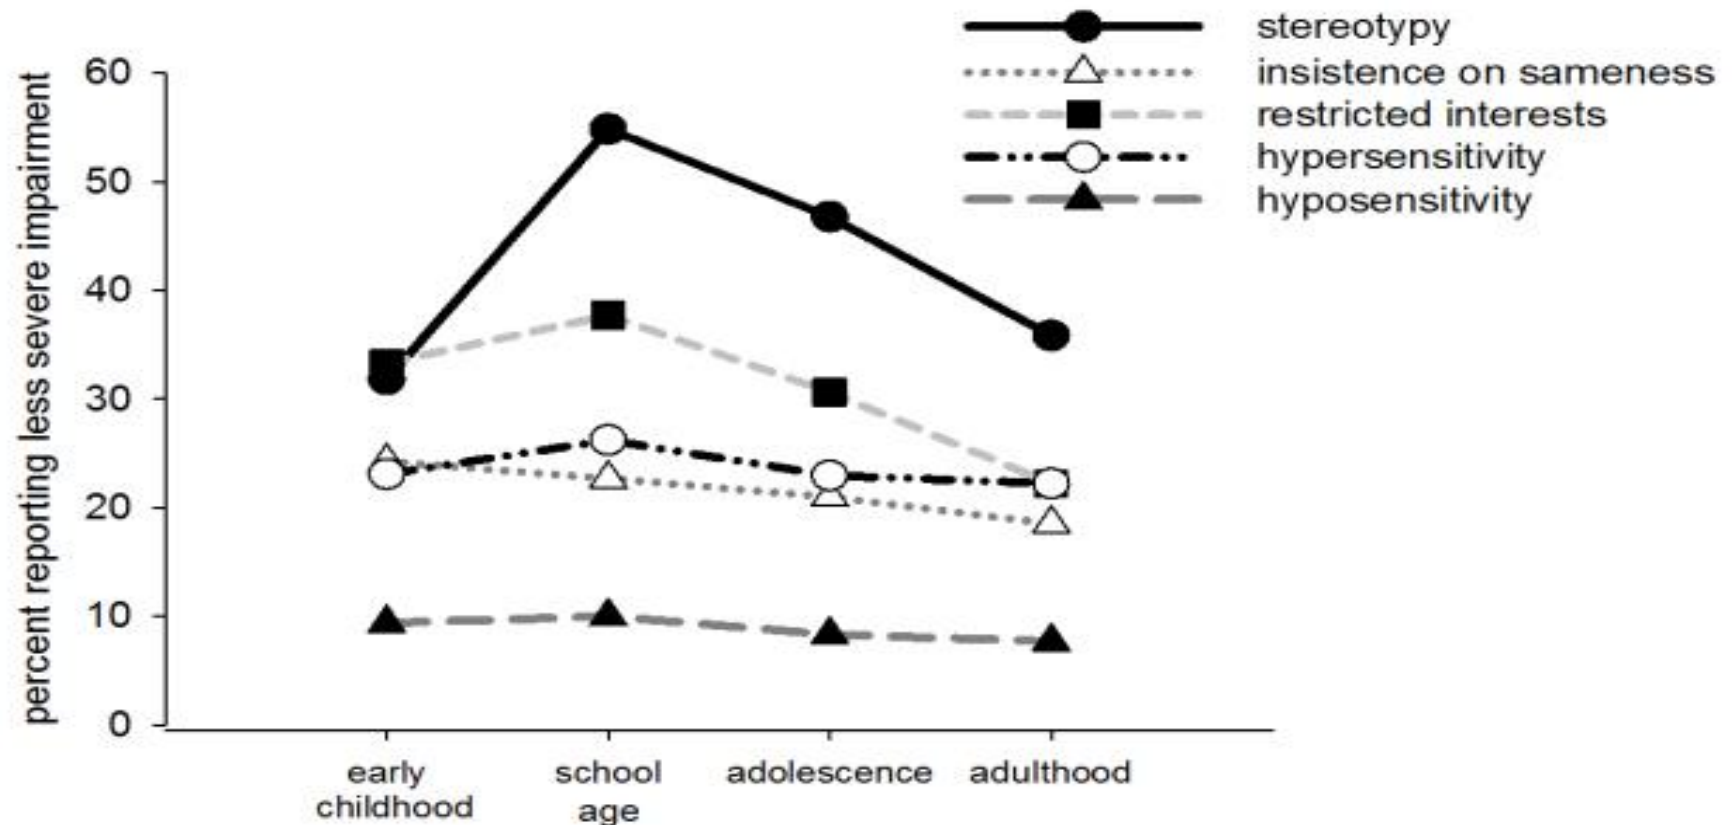 stereotypy
insistence on sameness
restricted interests
hypersensitivity
hyposensitivity
percent reporting less severe impairment
60
50
40
30
20
10
0
early
childhood
school
age
adolescence
adulthood